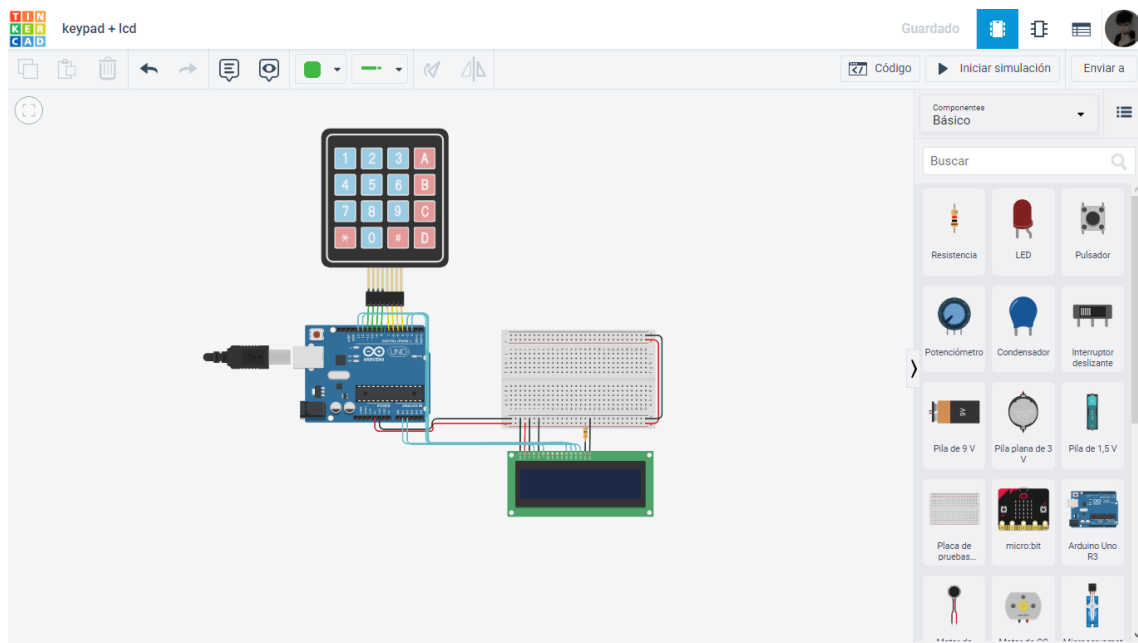 TIN
KER
CAD
keypad + lcd
Guardado
Código
Iniciar simulación
Enviar a
Componentes
Básico
Buscar
1 2 3 A
4 5 6 B
7 8 9 C
* 0 # D
UNO
ARDUINO
Resistencia
LED
Pulsador
Potenciómetro
Condensador
Interruptor
deslizante
9V
Pila de 9 V
Pila plana de 3
V
Pila de 1,5 V
Placa de
pruebas...
micro:bit
Arduino Uno
R3